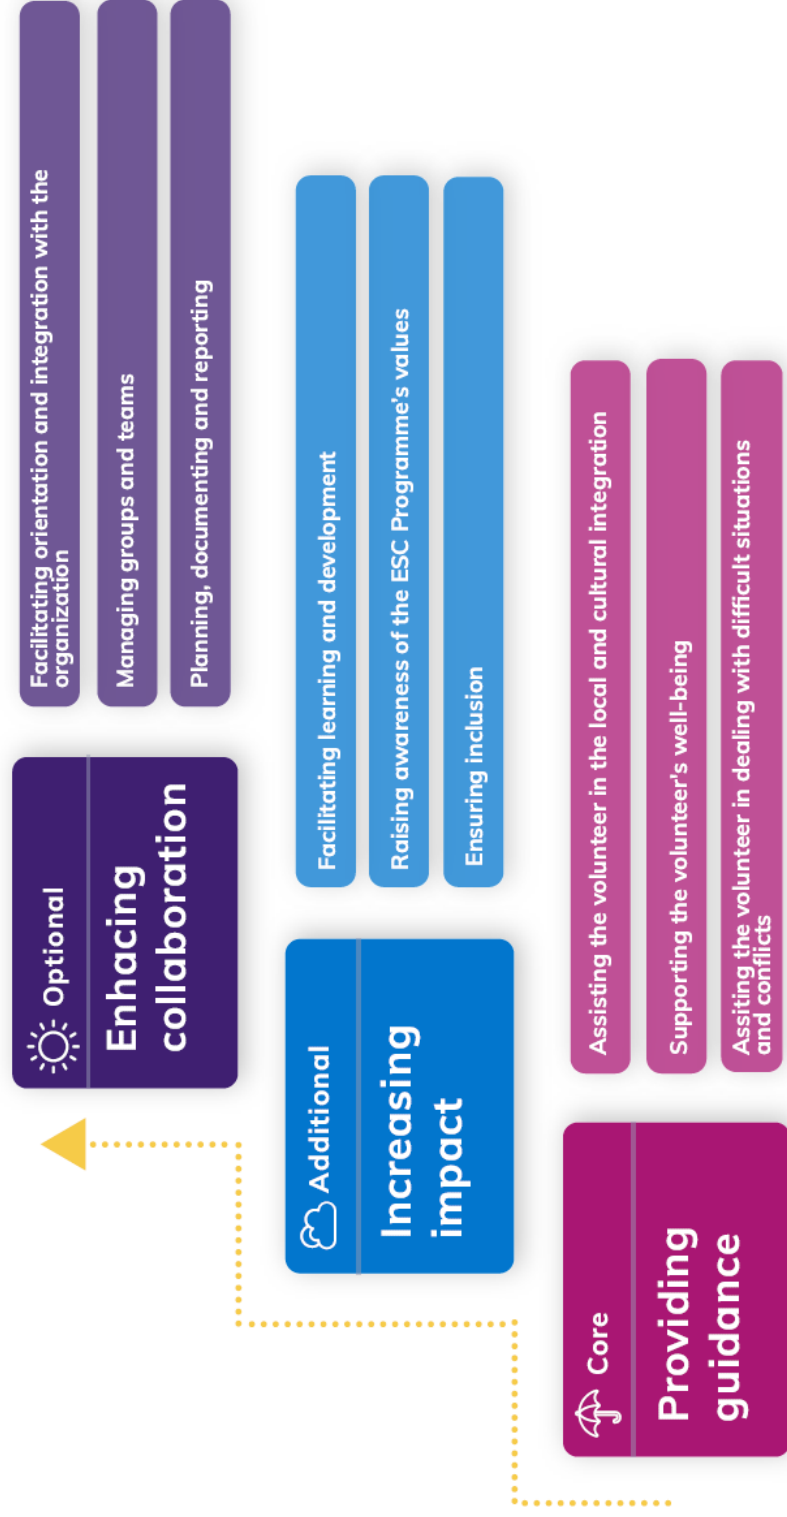 Optional
Enhacing
collaboration
Facilitating orientation and integration with the
organization
Managing groups and teams
Planning, documenting and reporting
Additional
Increasing
impact
Facilitating learning and development
Raising awareness of the ESC Programme's values
Ensuring inclusion
Core
Providing
guidance
Assisting the volunteer in the local and cultural integration
Supporting the volunteer's well-being
Assiting the volunteer in dealing with difficult situations
and conflicts